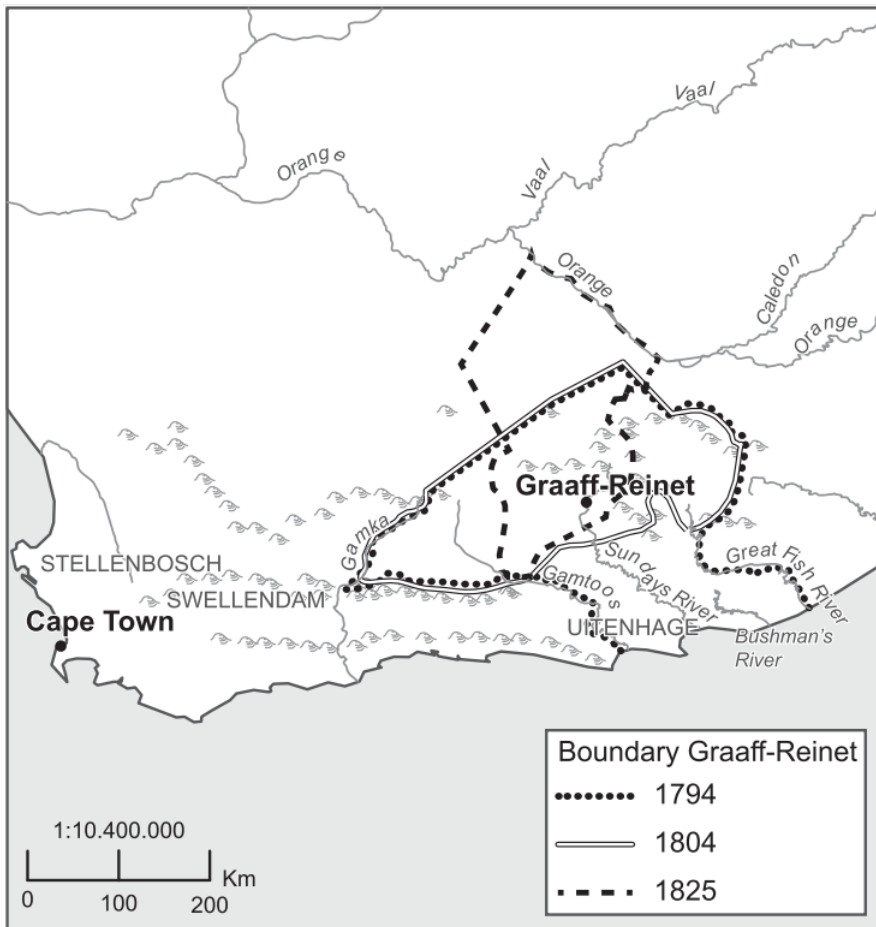 Vaal
Orange
Vaal
Orange
Caledon
Orange
Graaff-Reinet
Gamka
STELLENBOSCH
SWELLENDAM
Cape Town
Sundays River
Gamtoos
Great Fish River
UITENHAGE
Bushman's
River
Boundary Graaff-Reinet
1794
1804
1825
1:10.400.000
Km
0 100 200